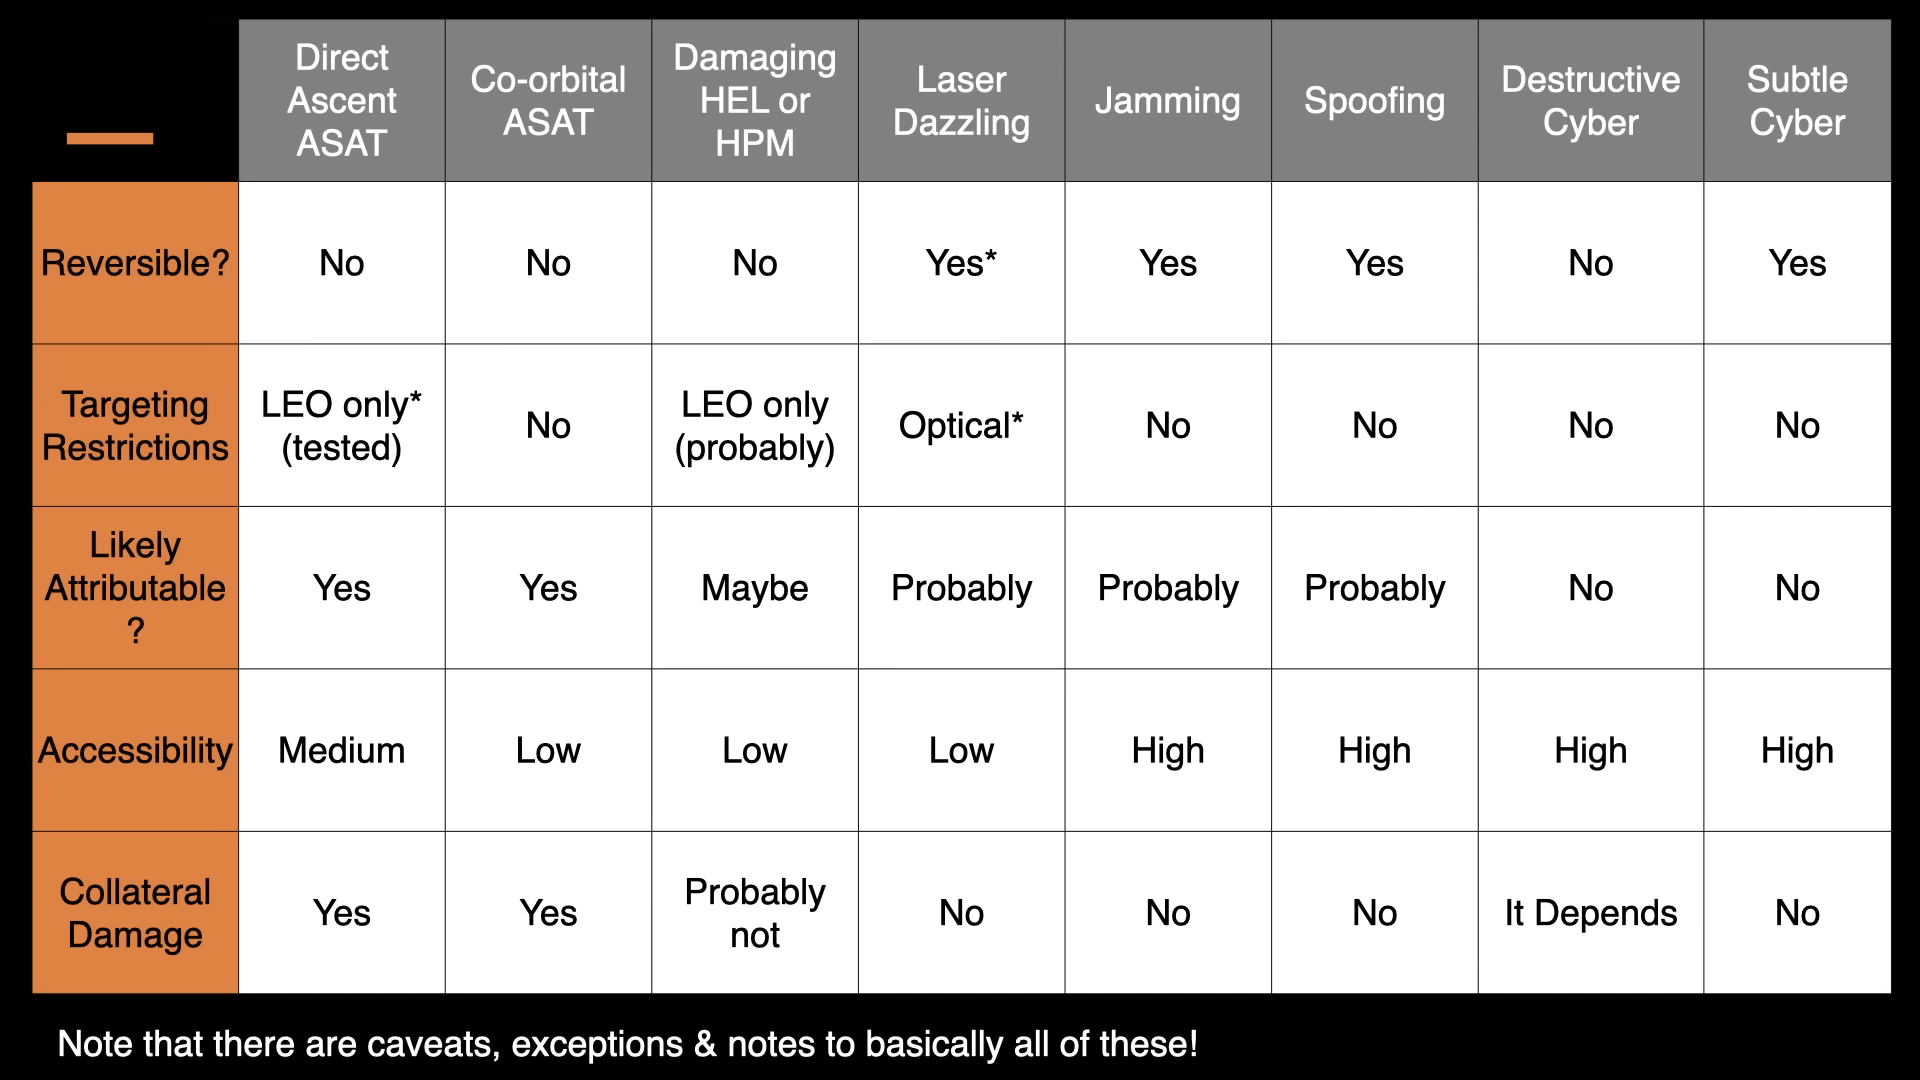 Direct
Ascent
ASAT
Co-orbital
ASAT
Damaging
HEL or
HPM
Laser
Dazzling
Jamming
Spoofing
Destructive
Cyber
Subtle
Cyber
Reversible?
No
No
No
Yes*
Yes
Yes
No
Yes
Targeting
Restrictions
LEO only*
(tested)
No
LEO only
(probably)
Optical*
No
No
No
No
Likely
Attributable
?
Yes
Yes
Maybe
Probably
Probably
Probably
No
No
Accessibility
Medium
Low
Low
Low
High
High
High
High
Collateral
Damage
Yes
Yes
Probably
not
No
No
No
It Depends
No
Note that there are caveats, exceptions & notes to basically all of these!